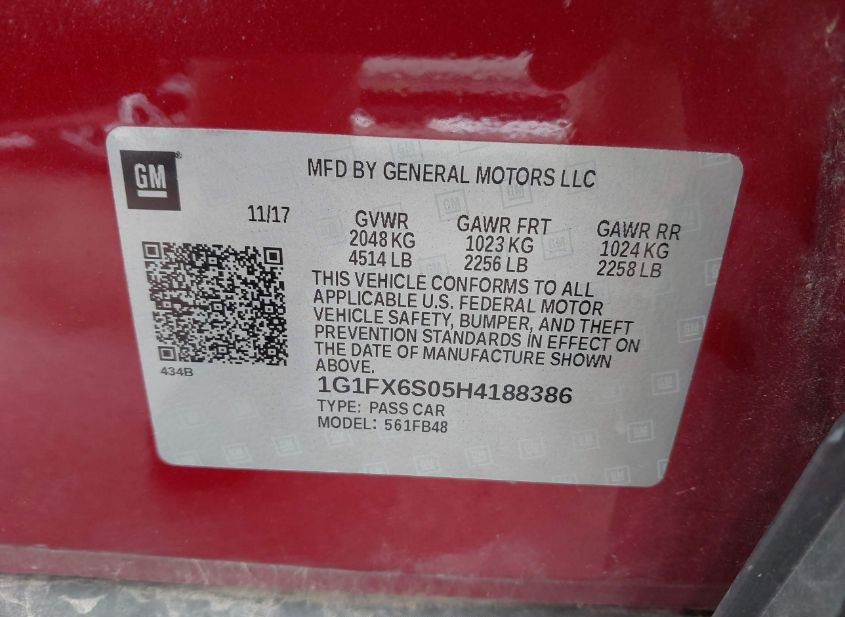 GM
MFD BY GENERAL MOTORS LLC
11/17
GVWR
2048 KG
4514 LB
GAWR FRT
1023 KG
2256 LB
GAWR RR
1024 KG
2258 LB
THIS VEHICLE CONFORMS TO ALL
APPLICABLE U.S. FEDERAL MOTOR
VEHICLE SAFETY, BUMPER, AND THEFT
PREVENTION STANDARDS IN EFFECT ON
THE DATE OF MANUFACTURE SHOWN
ABOVE.
434B
1G1FX6S05H4188386
TYPE: PASS CAR
MODEL: 561FB48